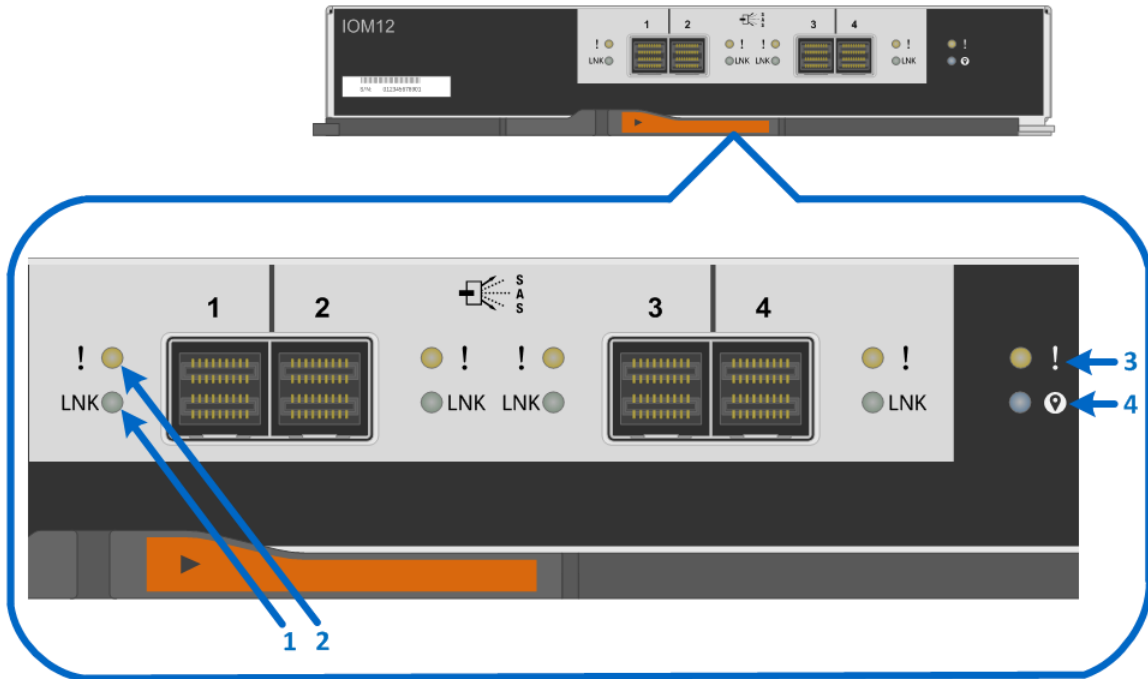 IOM12
1 2 3 4
S
A
S
! ! ! ! !
LNK LNK LNK LNK
S/N: 012345678901
1 2 3 4
S
A
S
! ! ! ! ! 3
LNK LNK LNK LNK 4
1 2